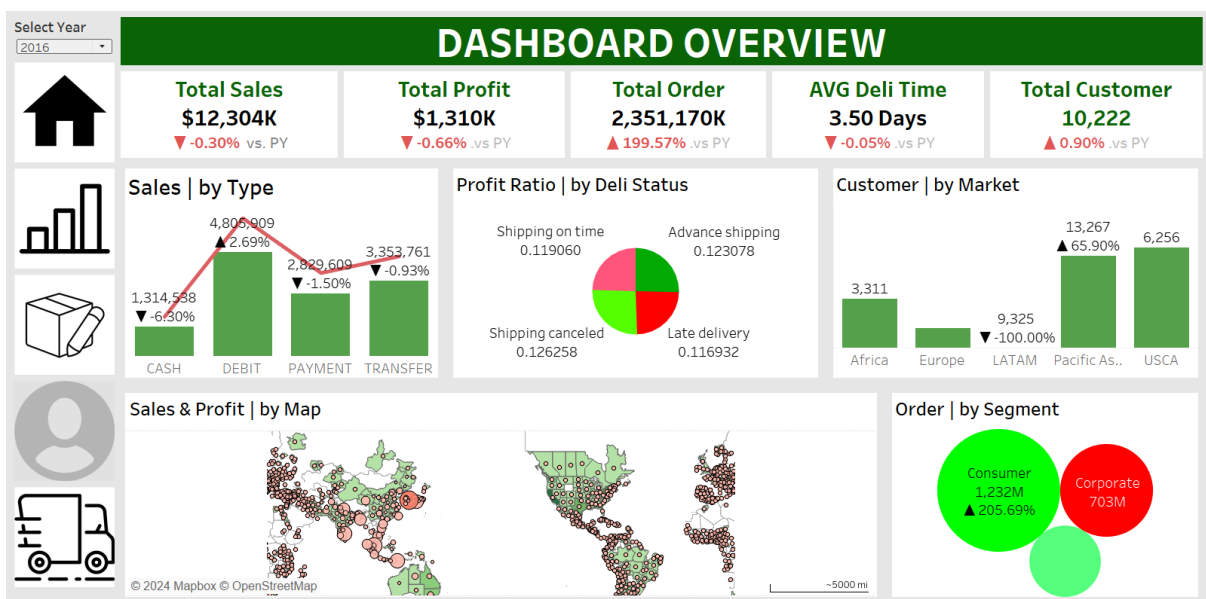 Select Year
2016
DASHBOARD OVERVIEW
Total Sales
$12,304K
▼ -0.30% vs. PY
Total Profit
$1,310K
▼ -0.66% .vs PY
Total Order
2,351,170K
▲ 199.57% .vs PY
AVG Deli Time
3.50 Days
▼ -0.05% .vs PY
Total Customer
10,222
▲ 0.90% .vs PY
Sales | by Type
1,314,538
▼ -6.30%
4,805,909
▲ 2.69%
2,829,609
▼ -1.50%
3,353,761
▼ -0.93%
CASH
DEBIT
PAYMENT
TRANSFER
Profit Ratio | by Deli Status
Shipping on time
0.119060
Advance shipping
0.123078
Shipping canceled
0.126258
Late delivery
0.116932
Customer | by Market
3,311
9,325
▼ -100.00%
13,267
▲ 65.90%
6,256
Africa
Europe
LATAM
Pacific As..
USCA
Sales & Profit | by Map
© 2024 Mapbox © OpenStreetMap
~5000 mi
Order | by Segment
Consumer
1,232M
▲ 205.69%
Corporate
703M